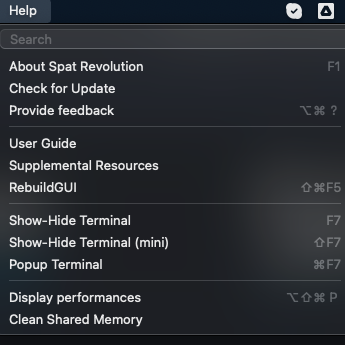 Help
Search
About Spat Revolution F1
Check for Update
Provide feedback ⌥⌘ ?
User Guide
Supplemental Resources
RebuildGUI ⇧⌘F5
Show-Hide Terminal F7
Show-Hide Terminal (mini) ⇧F7
Popup Terminal ⌘F7
Display performances ⌥⇧⌘ P
Clean Shared Memory